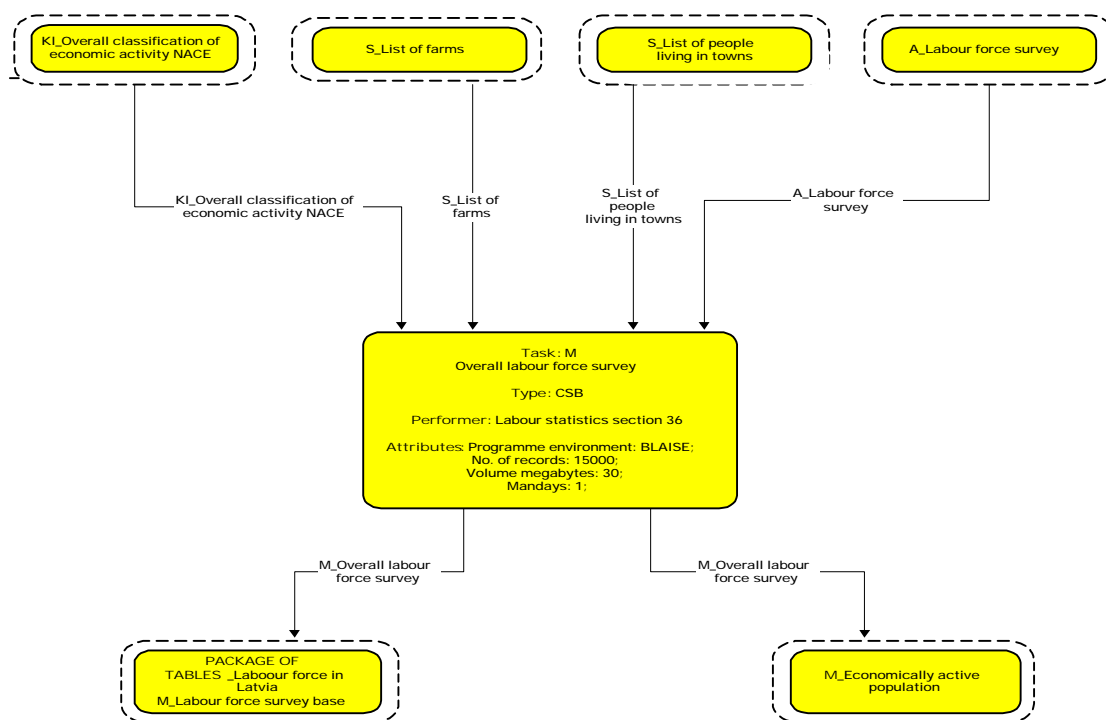 KI_Overall classification of
economic activity NACE
S_List of farms
S_List of people
living in towns
A_Labour force survey
KI_Overall classification of
economic activity NACE
S_List of
farms
S_List of
people
living in towns
A_Labour force
survey
Task: M
Overall labour force survey
Type: CSB
Performer: Labour statistics section 36
Attributes: Programme environment: BLAISE;
No. of records: 15000;
Volume megabytes: 30;
Mandays: 1;
M_Overall labour
force survey
M_Overall labour
force survey
PACKAGE OF
TABLES _Laboour force in
Latvia
M_Labour force survey base
M_Economically active
population